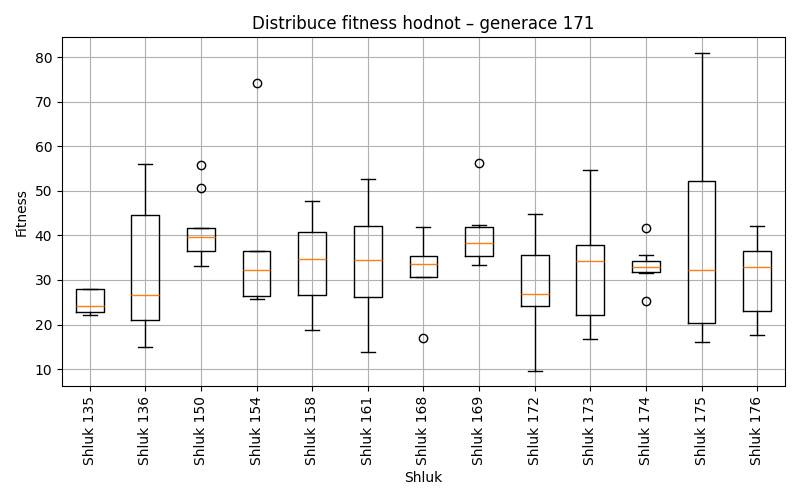 Distribuce fitness hodnot – generace 171
Fitness
80
70
60
50
40
30
20
10
Shluk 135
Shluk 136
Shluk 150
Shluk 154
Shluk 158
Shluk 161
Shluk 168
Shluk 169
Shluk 172
Shluk 173
Shluk 174
Shluk 175
Shluk 176
Shluk